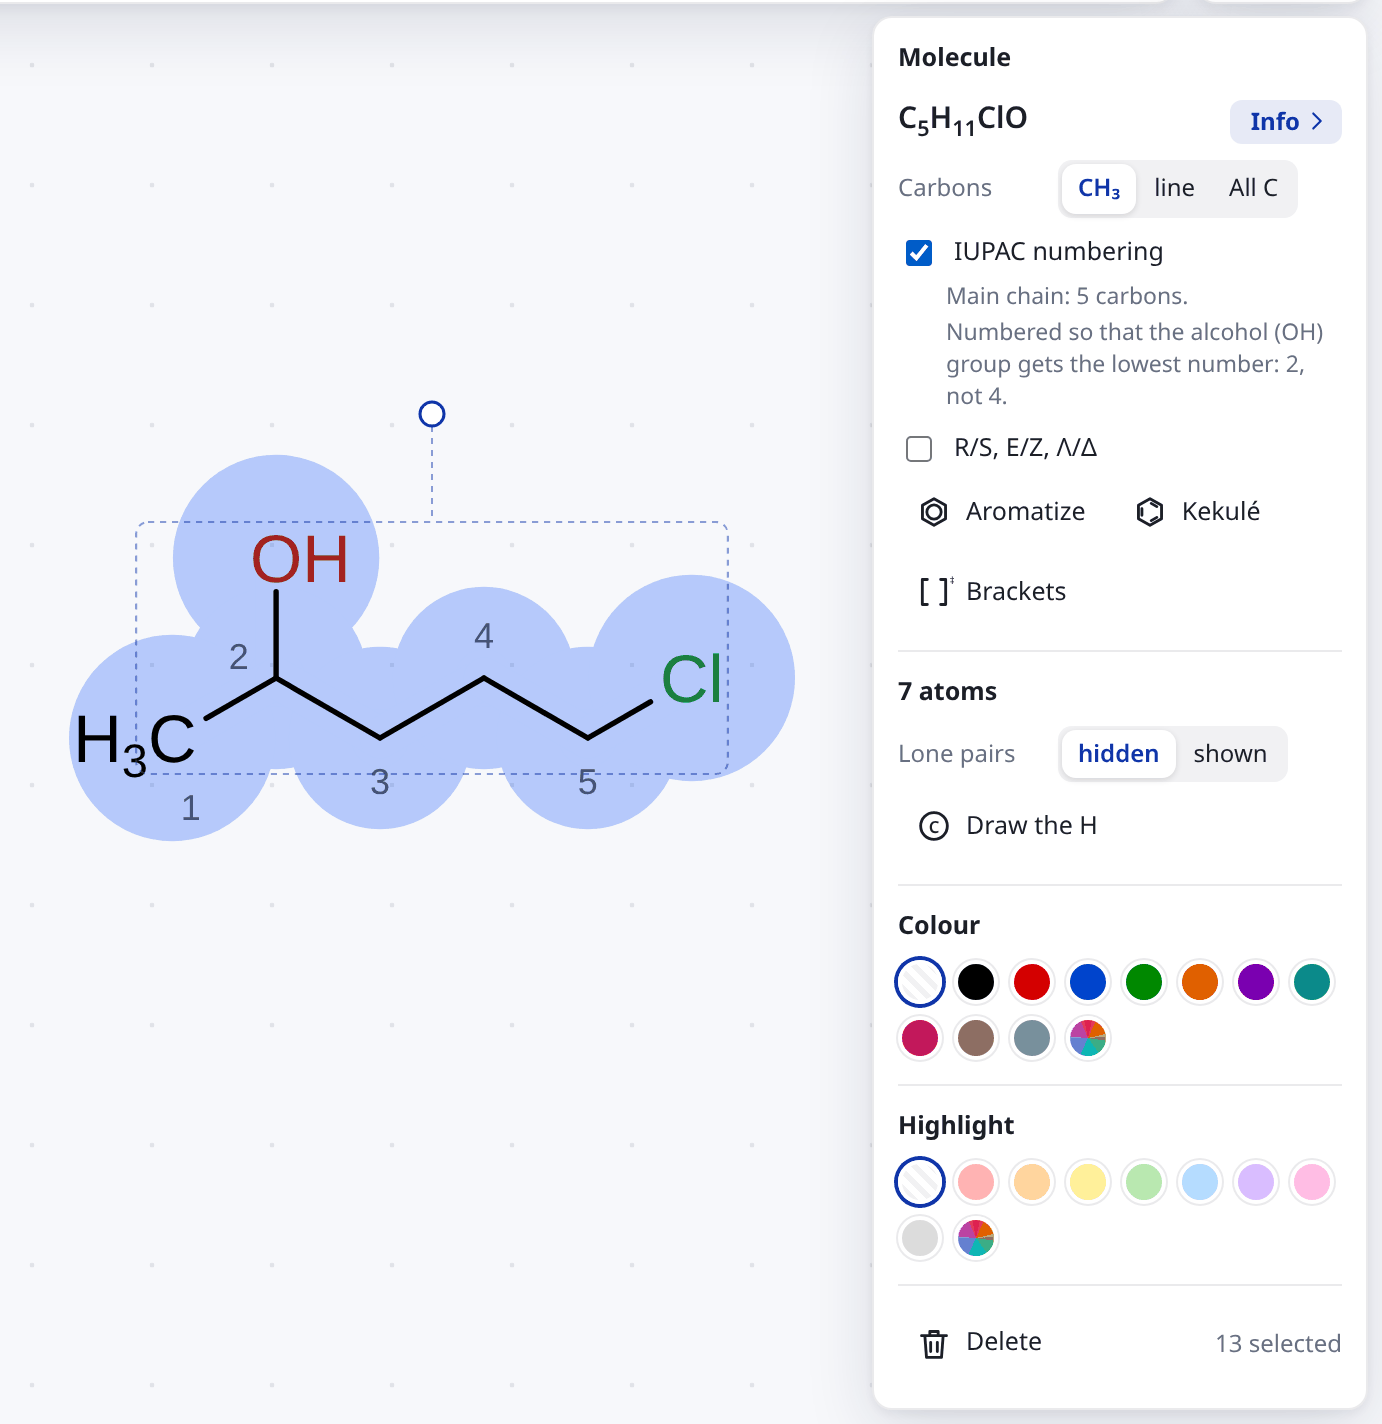 Molecule
C₅H₁₁ClO
Info
Carbons
CH₃ line All C
IUPAC numbering
Main chain: 5 carbons.
Numbered so that the alcohol (OH)
group gets the lowest number: 2,
not 4.
R/S, E/Z, Λ/Δ
Aromatize
Kekulé
[ ]‡ Brackets
7 atoms
Lone pairs
hidden shown
C Draw the H
Colour
Highlight
Delete
13 selected
OH
4
2
Cl
H₃C
3
5
1